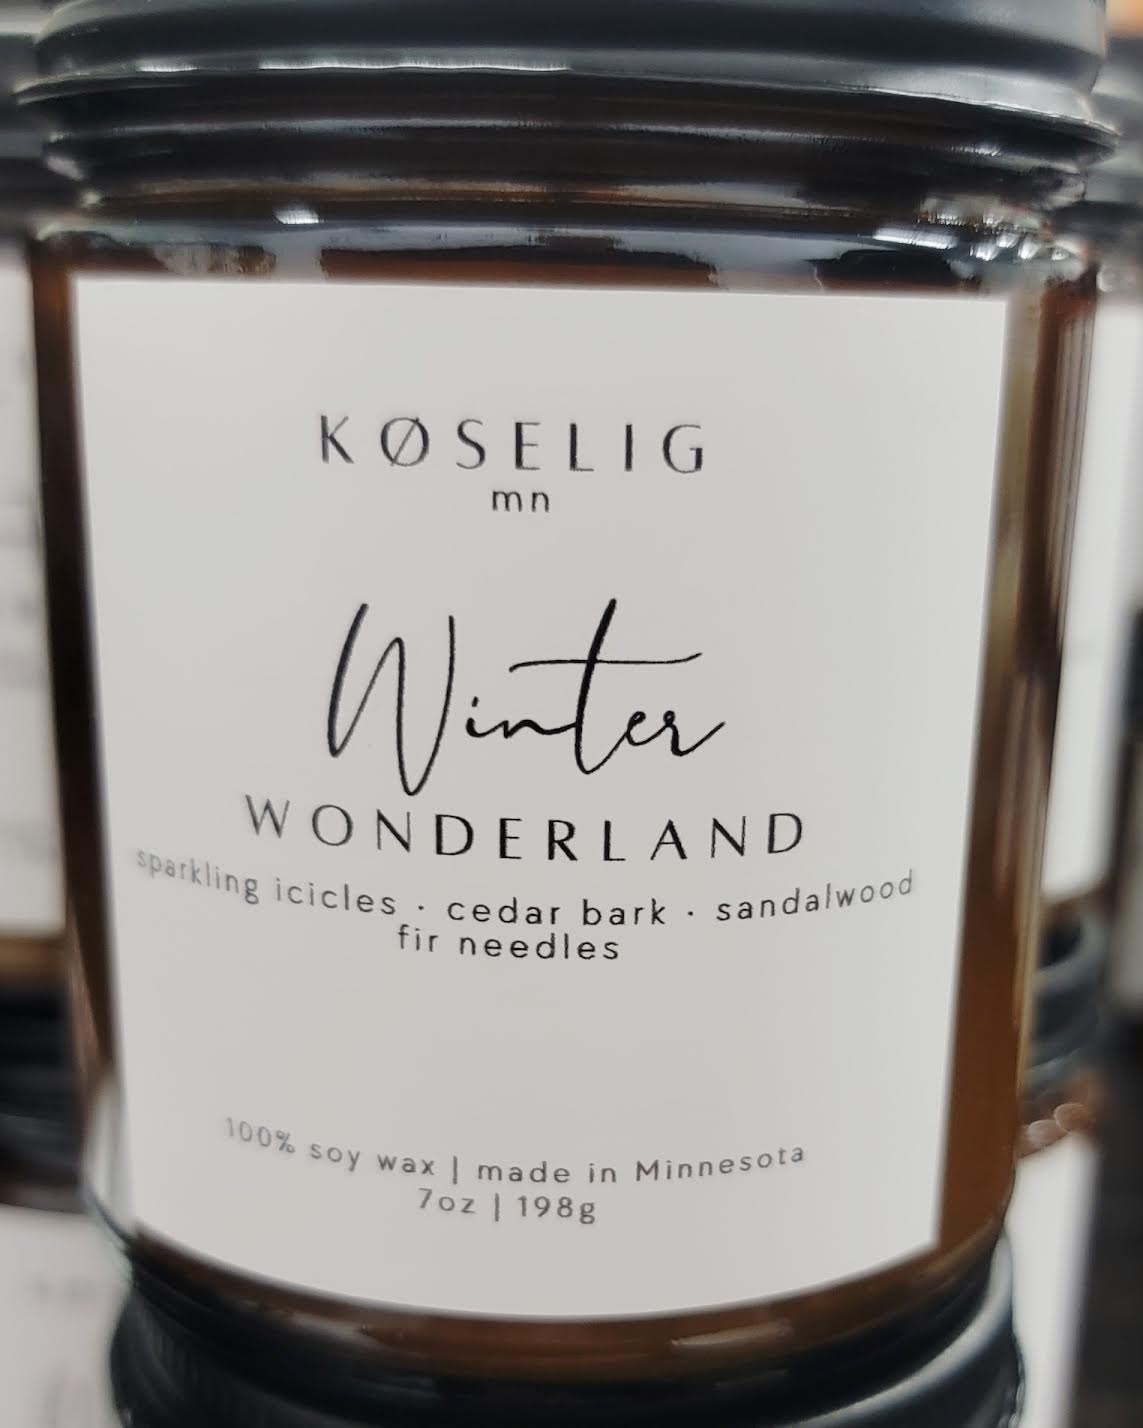 KØSELIG
mn
Winter
WONDERLAND
sparkling icicles · cedar bark · sandalwood
fir needles
100% soy wax | made in Minnesota
7oz | 198g